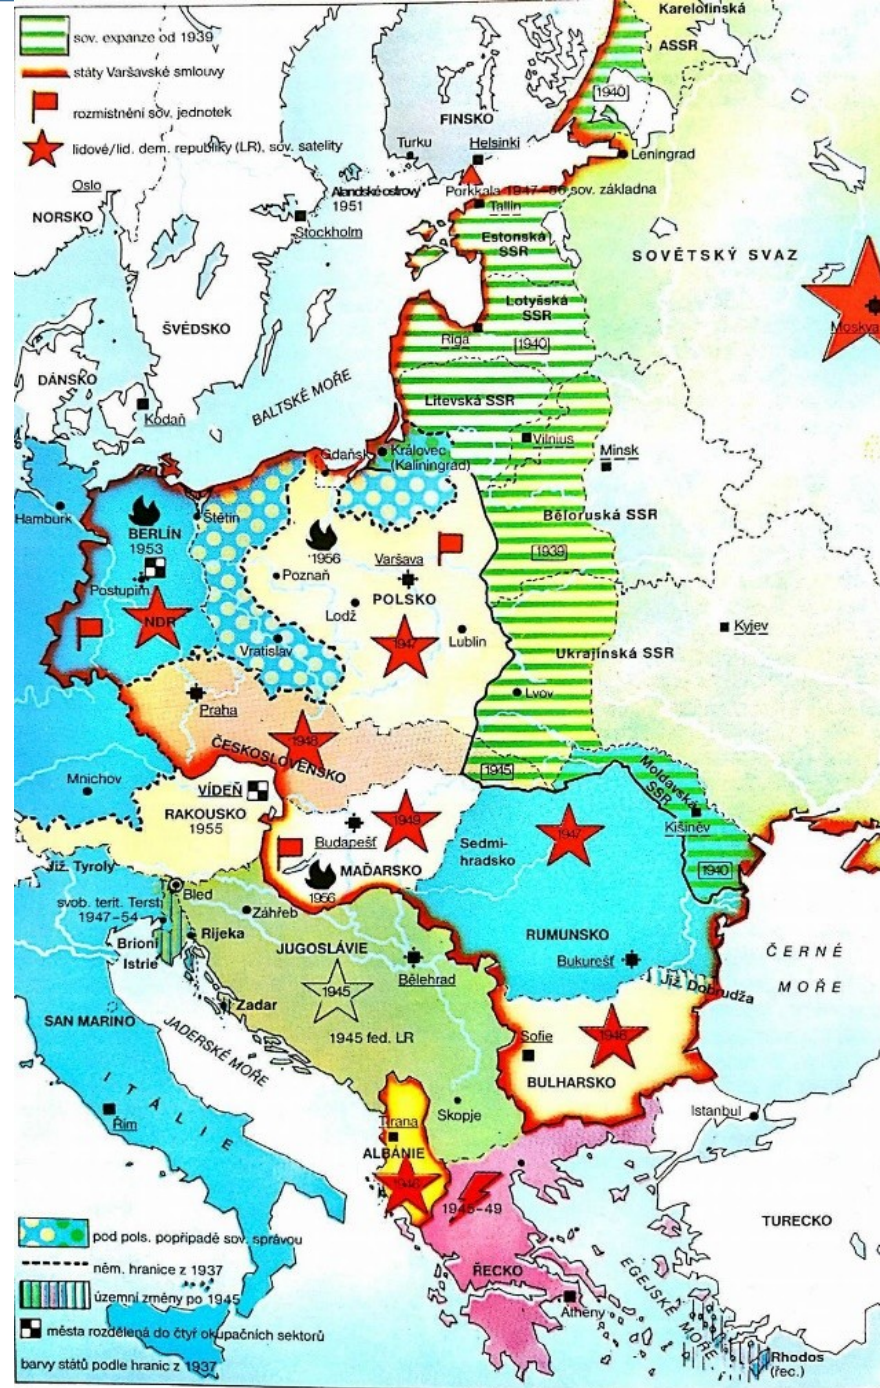 sov. expanze od 1939
státy Varšavské smlouvy
rozmistnění sov. jednotek
lidové/lid. dem. republiky (LR), sov. satelity
Karelofinská
ASSR
1940
FINSKO
Turku
Helsinki
Leningrad
Oslo
Alandské ostrovy
1951
Porkkala 1947–56 sov. základna
Tallin
NORSKO
Stockholm
Estonská
SSR
SOVĚTSKÝ SVAZ
Lotyšská
SSR
Moskva
ŠVÉDSKO
Riga
1940
DÁNSKO
BALTSKÉ MOŘE
Litevská SSR
Kodaň
Vilnius
Minsk
Gdaňsk
Královec
(Kaliningrad)
Hamburk
Štětín
BERLÍN
1953
Běloruská SSR
1956
Varšava
1939
Poznaň
Postupim
POLSKO
Lodž
NDR
Lublin
Kyjev
1947
Vratislav
Ukrajinská SSR
Lvov
Praha
1948
ČESKOSLOVENSKO
1945
Moldavská
SSR
Mnichov
VÍDEŇ
RAKOUSKO
1955
1949
1947
Kišiněv
Budapešť
Sedmi-
hradsko
Již. Tyroly
MAĎARSKO
1940
1956
svob. terit. Terst
1947–54
Bled
Záhřeb
Brioni
Istrie
Rijeka
JUGOSLÁVIE
RUMUNSKO
Bukurešť
ČERNÉ
MOŘE
Bělehrad
1945
Již. Dobrudža
Zadar
SAN MARINO
JADERSKÉ MOŘE
1945 fed. LR
Sofie
1946
BULHARSKO
ITÁLIE
Řím
Skopje
Istanbul
Tirana
ALBÁNIE
1946
1945–49
TURECKO
pod pols. popřípadě sov. správou
něm. hranice z 1937
ŘECKO
EGEJSKÉ MOŘE
územní změny po 1945
Athény
města rozdělená do čtyř okupačních sektorů
Rhodos
(řec.)
barvy států podle hranic z 1937